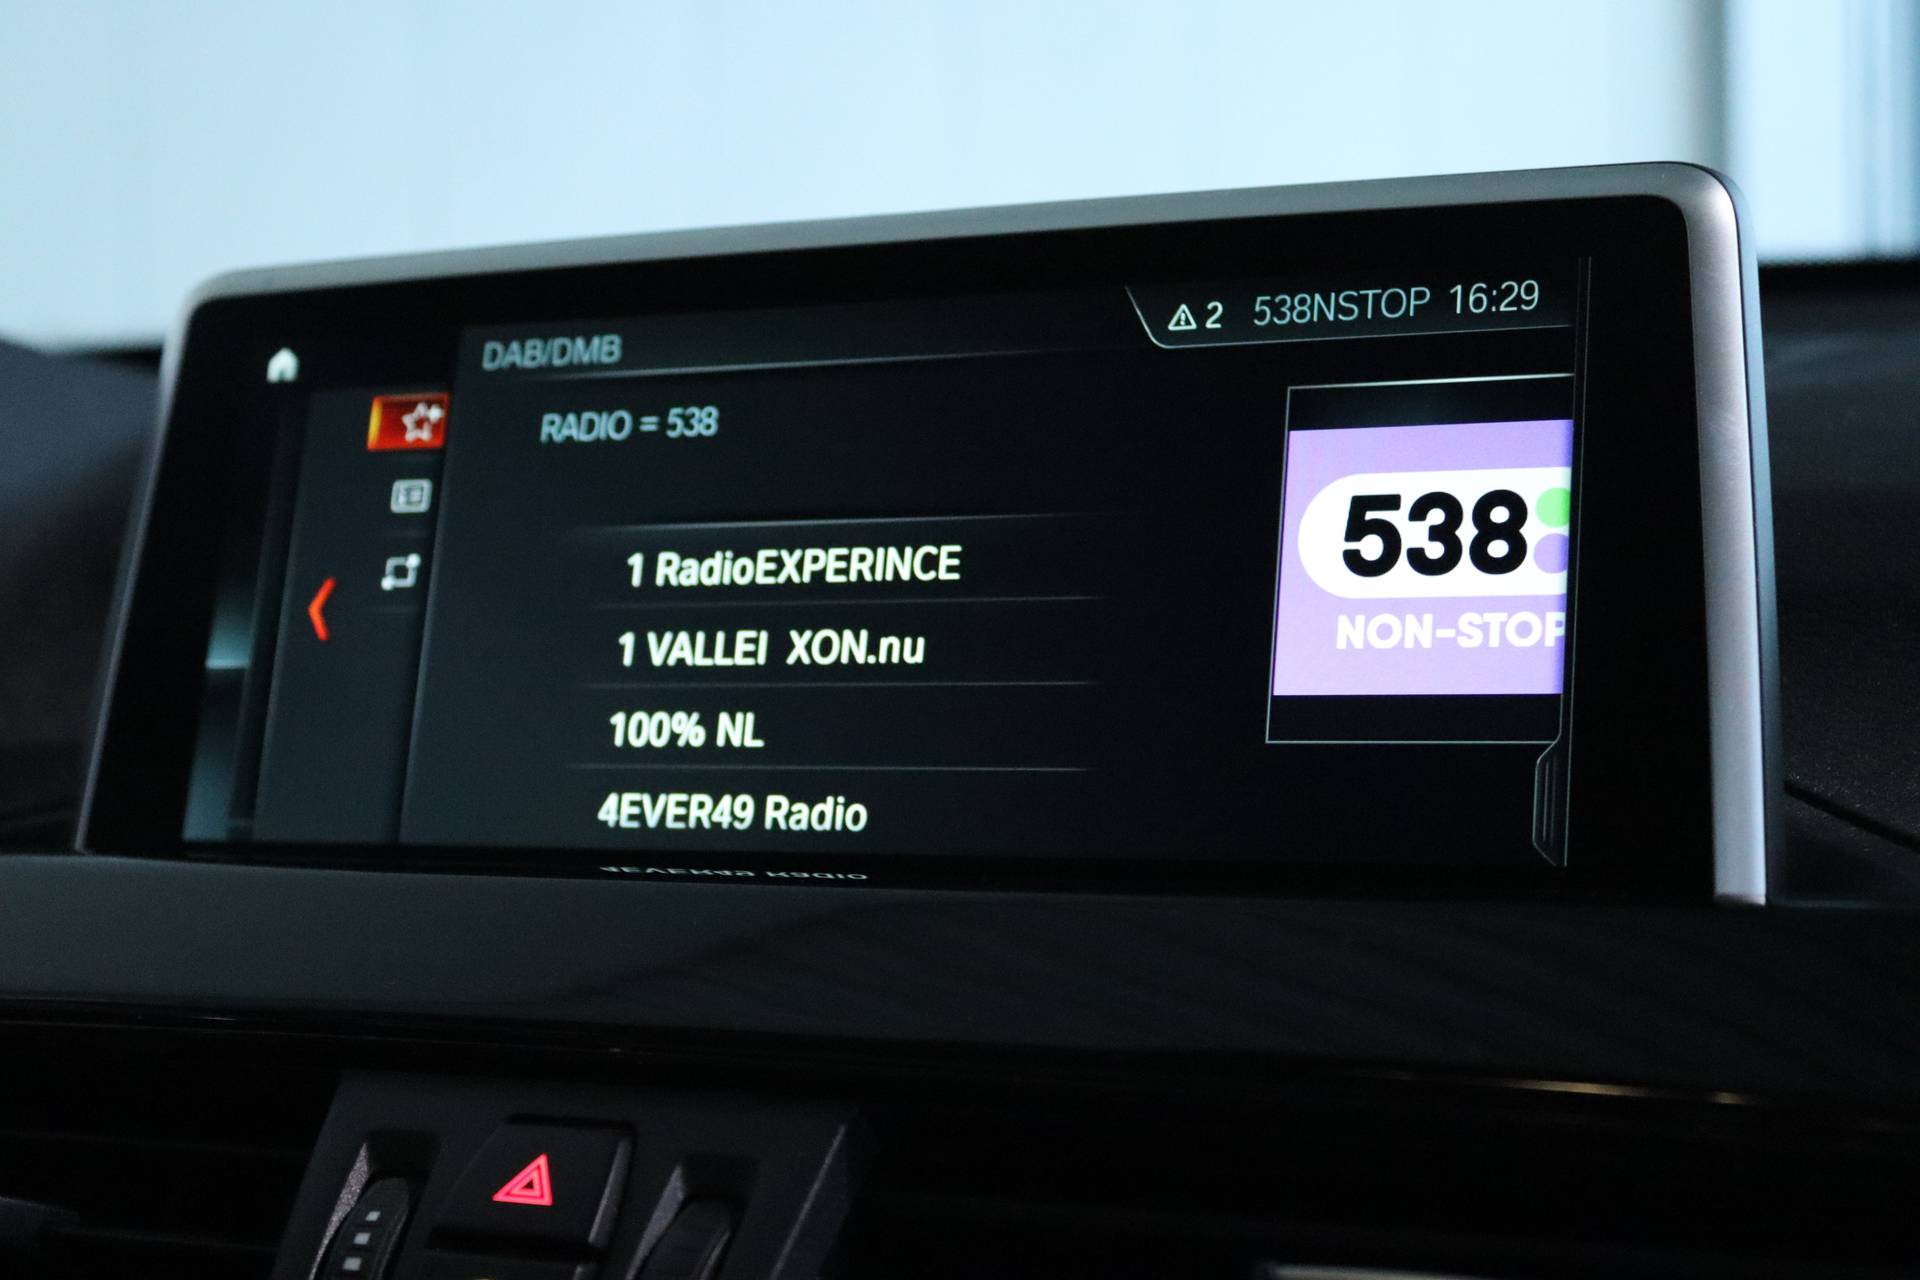 2 538NSTOP 16:29
DAB/DMB
RADIO = 538
1 RadioEXPERINCE
1 VALLEI XON.nu
100% NL
4EVER49 Radio
538
NON-STOP